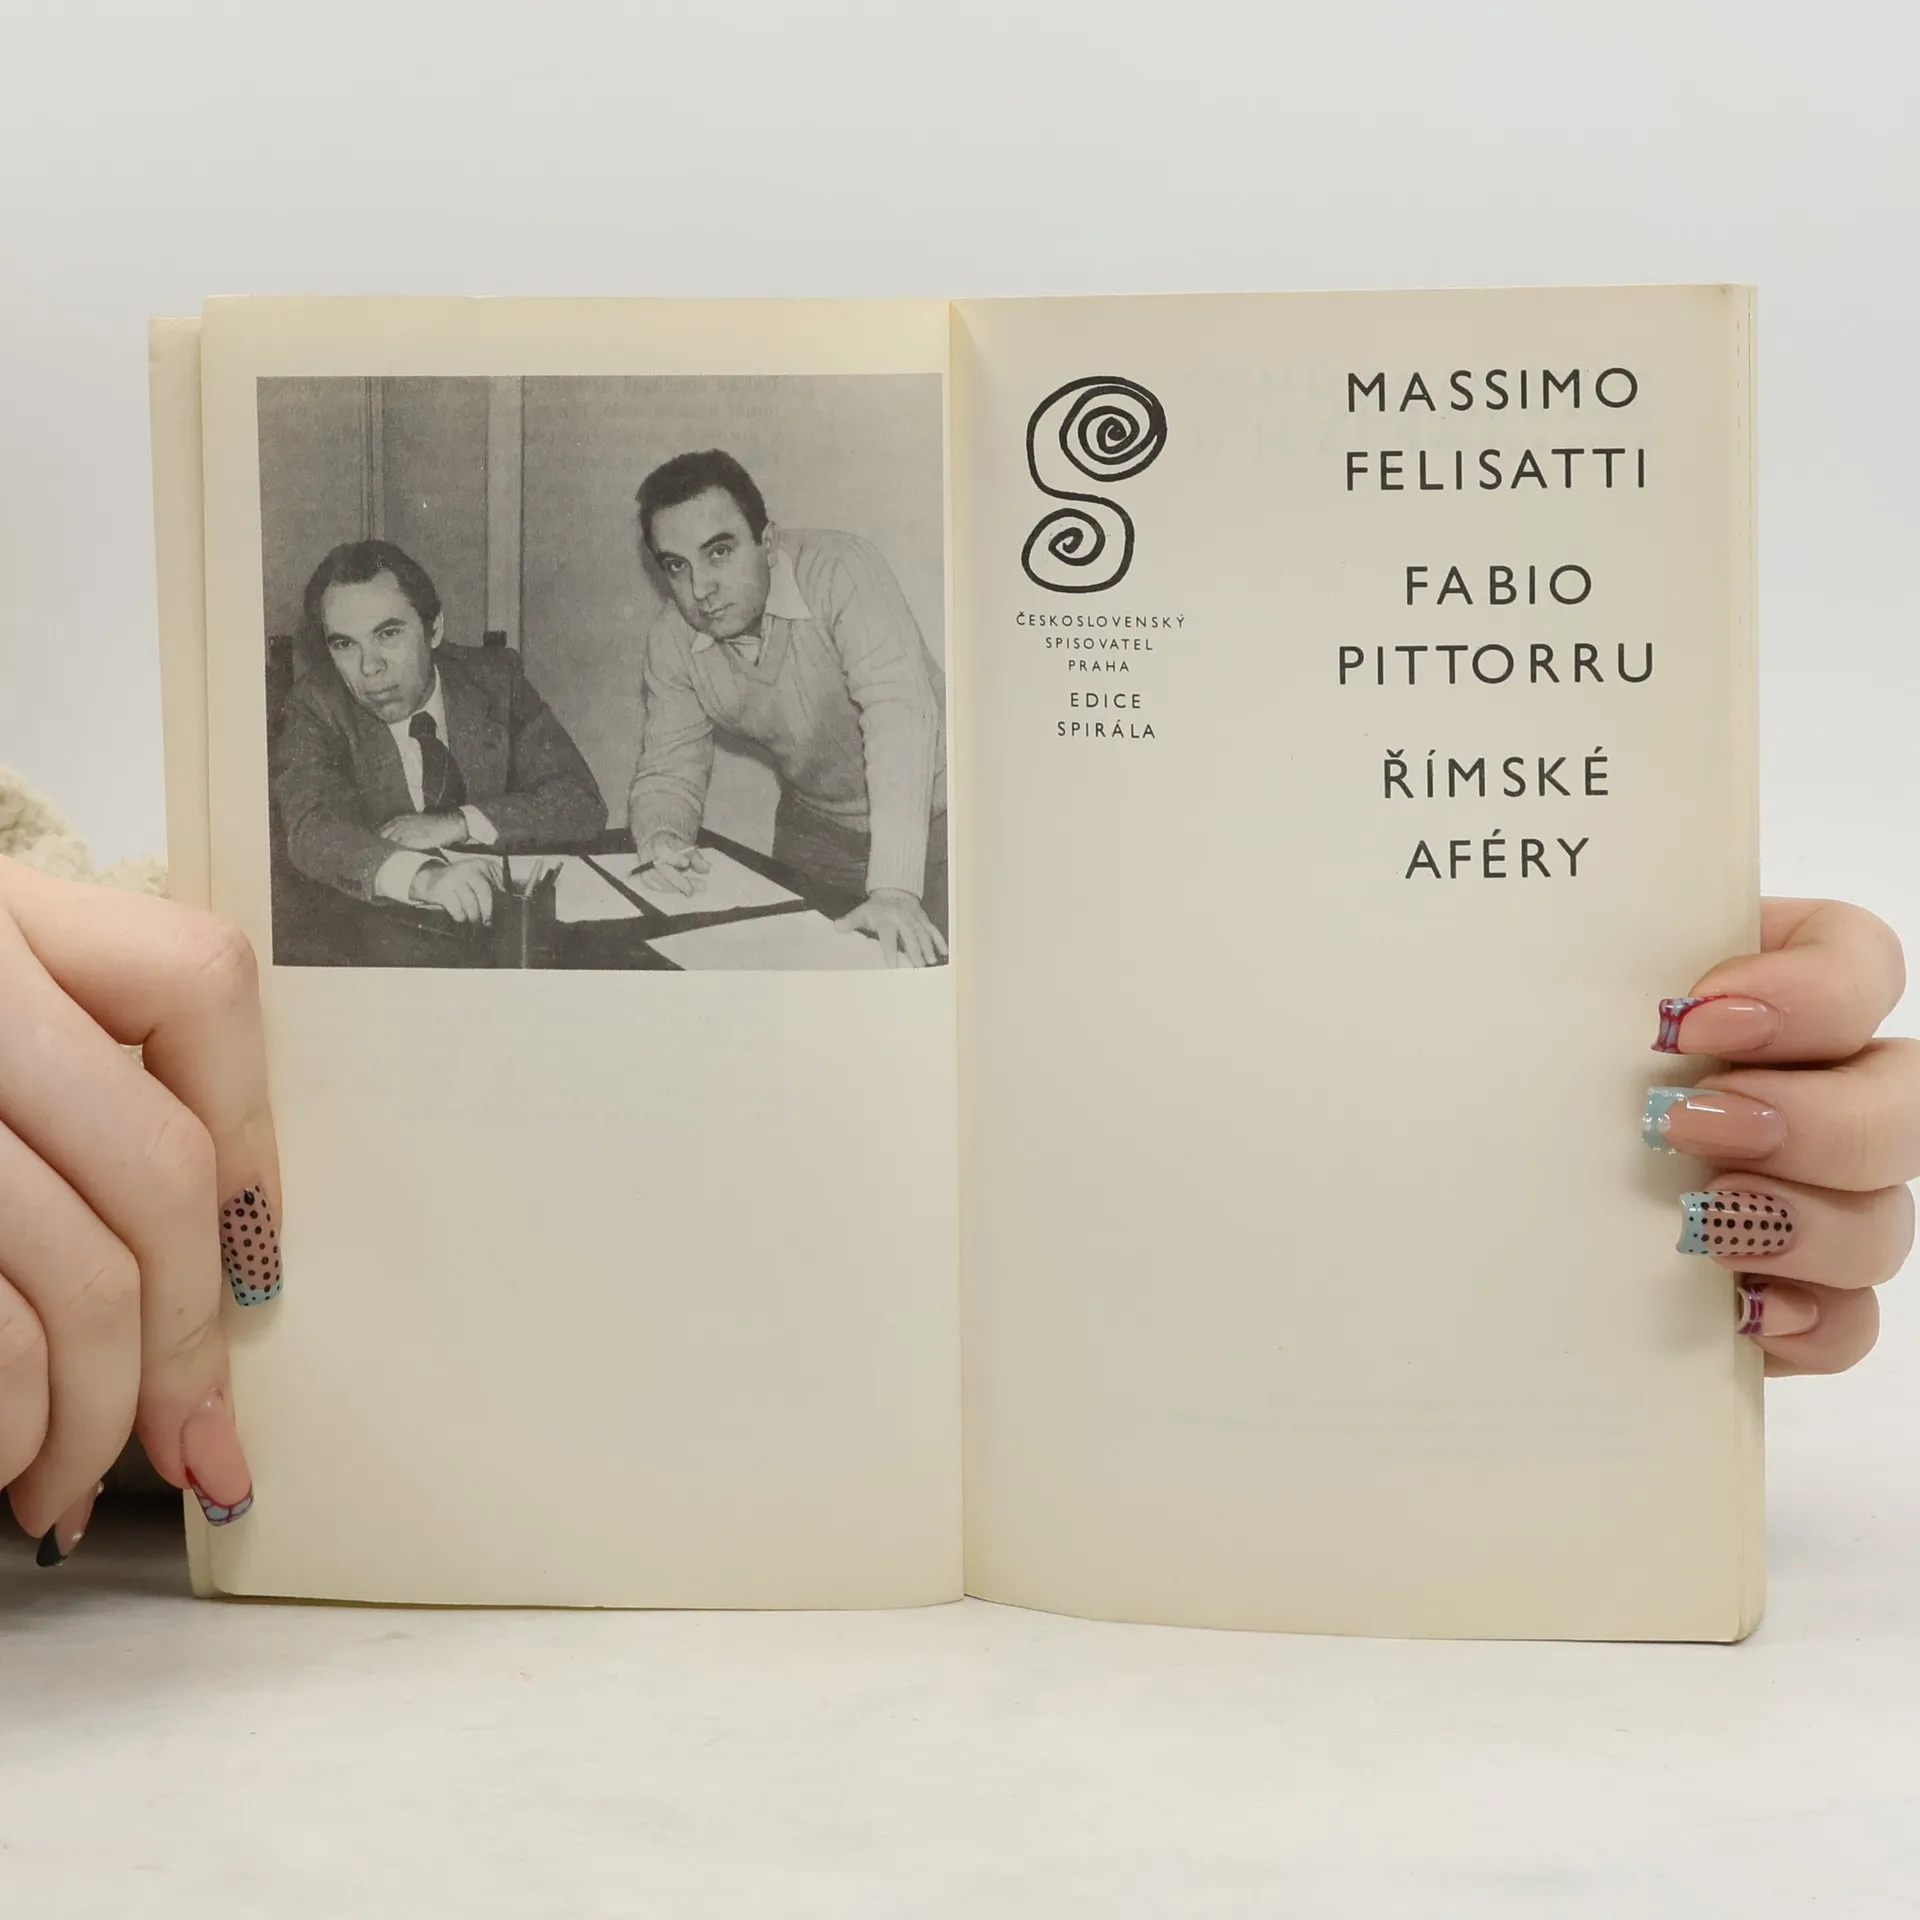 ČESKOSLOVENSKÝ
SPISOVATEL
PRAHA
EDICE
SPIRÁLA
MASSIMO
FELISATTI
FABIO
PITTORRU
ŘÍMSKÉ
AFÉRY